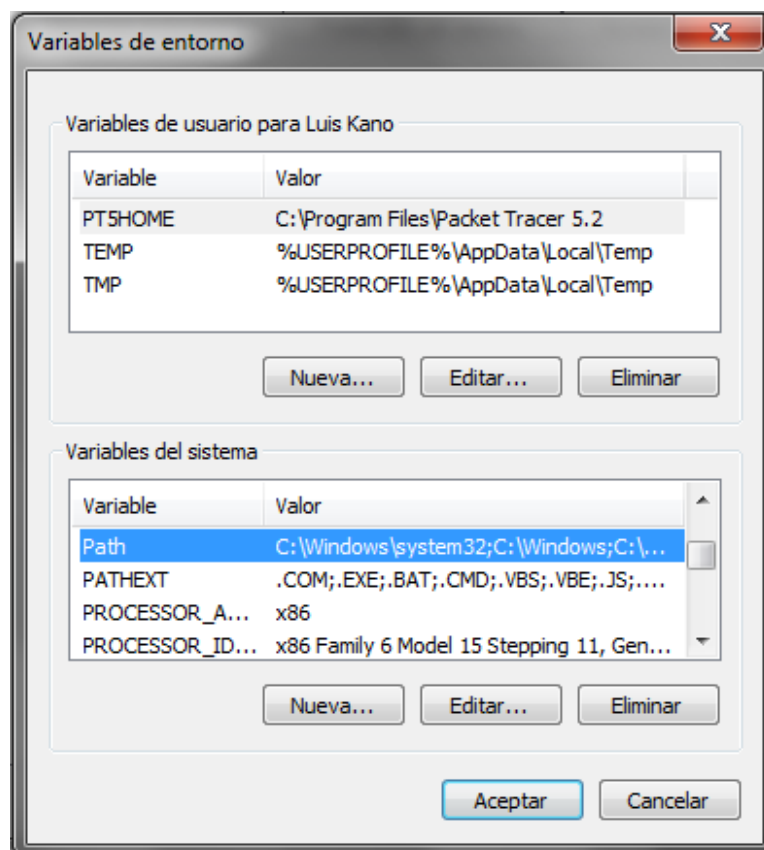 Variables de entorno
Variables de usuario para Luis Kano
Variable Valor
PT5HOME C:\Program Files\Packet Tracer 5.2
TEMP %USERPROFILE%\AppData\Local\Temp
TMP %USERPROFILE%\AppData\Local\Temp
Nueva... Editar... Eliminar
Variables del sistema
Variable Valor
Path C:\Windows\system32;C:\Windows;C:\...
PATHEXT .COM;.EXE;.BAT;.CMD;.VBS;.VBE;.JS;....
PROCESSOR_A... x86
PROCESSOR_ID... x86 Family 6 Model 15 Stepping 11, Gen...
Nueva... Editar... Eliminar
Aceptar Cancelar